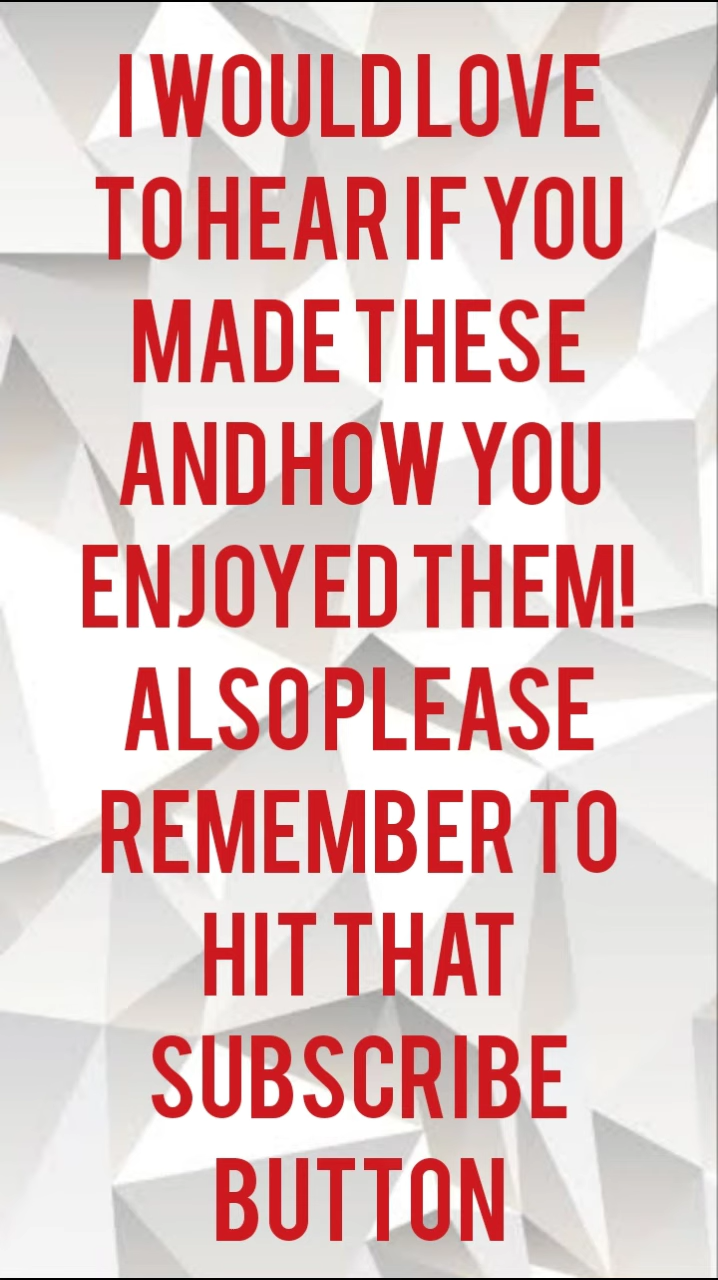 I WOULD LOVE
TO HEAR IF YOU
MADE THESE
AND HOW YOU
ENJOYED THEM!
ALSO PLEASE
REMEMBER TO
HIT THAT
SUBSCRIBE
BUTTON